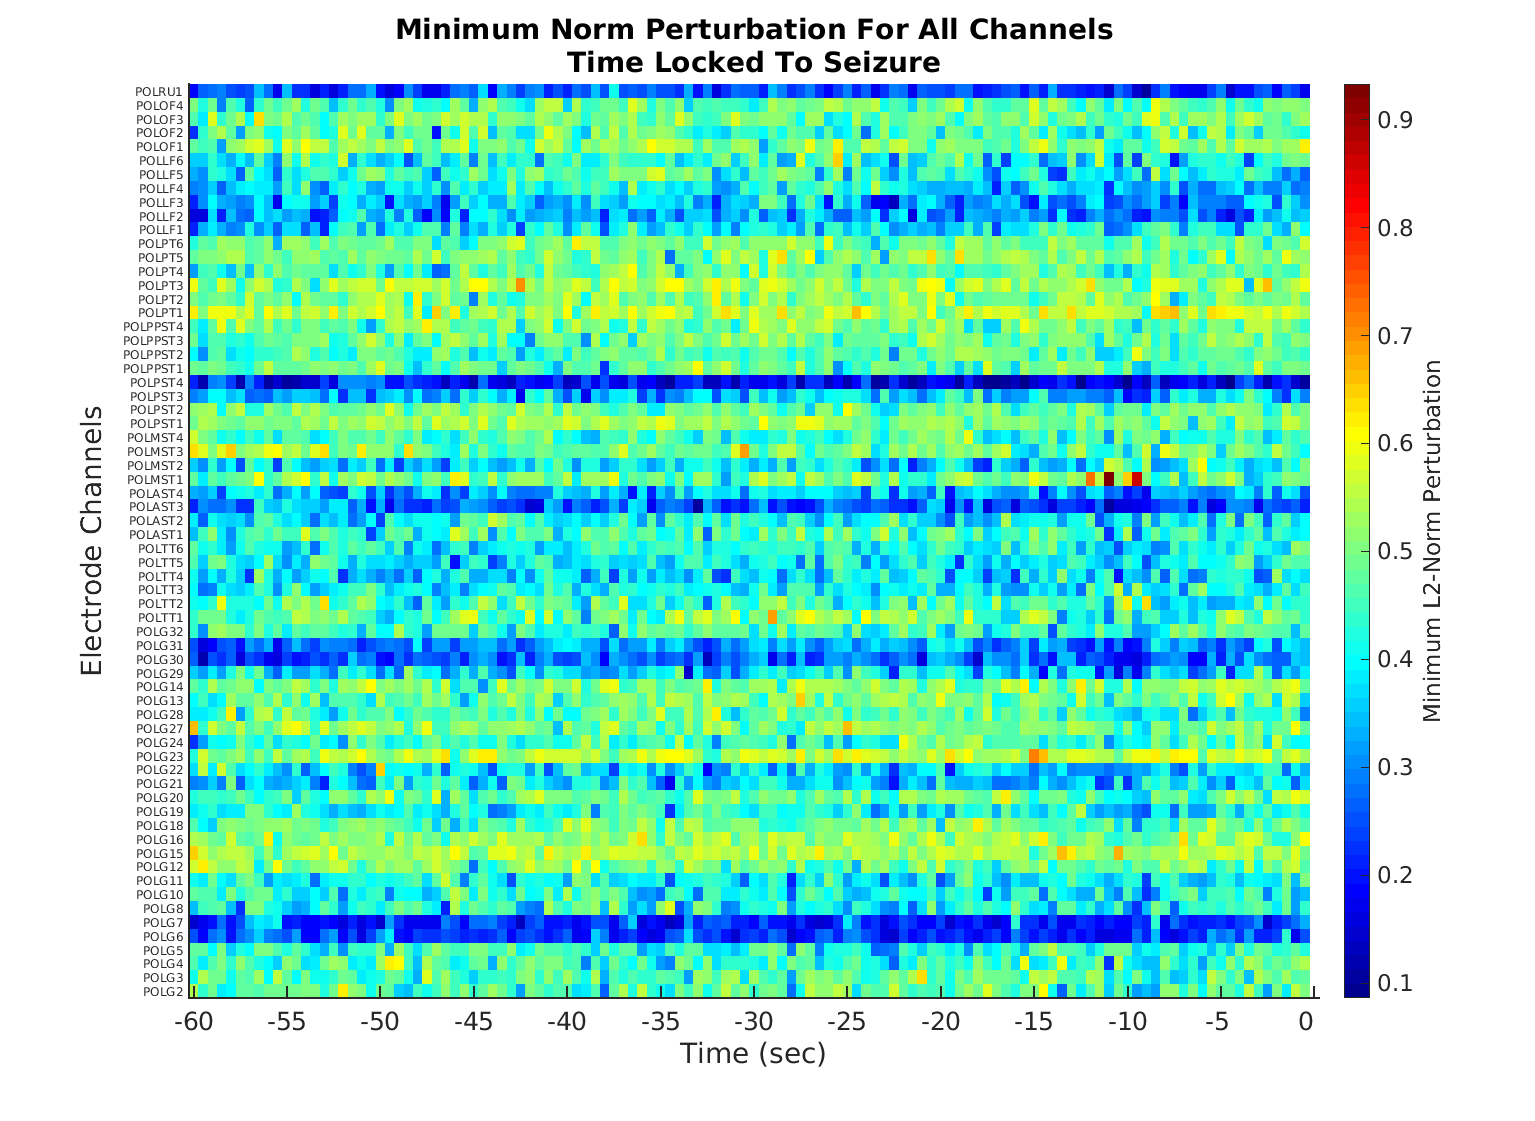 Minimum Norm Perturbation For All Channels
Time Locked To Seizure
Electrode Channels
POLRU1
POLOF4
POLOF3
POLOF2
POLOF1
POLLF6
POLLF5
POLLF4
POLLF3
POLLF2
POLLF1
POLPT6
POLPT5
POLPT4
POLPT3
POLPT2
POLPT1
POLPPST4
POLPPST3
POLPPST2
POLPPST1
POLPST4
POLPST3
POLPST2
POLPST1
POLMST4
POLMST3
POLMST2
POLMST1
POLAST4
POLAST3
POLAST2
POLAST1
POLTT6
POLTT5
POLTT4
POLTT3
POLTT2
POLTT1
POLG32
POLG31
POLG30
POLG29
POLG14
POLG13
POLG28
POLG27
POLG24
POLG23
POLG22
POLG21
POLG20
POLG19
POLG18
POLG16
POLG15
POLG12
POLG11
POLG10
POLG8
POLG7
POLG6
POLG5
POLG4
POLG3
POLG2
-60 -55 -50 -45 -40 -35 -30 -25 -20 -15 -10 -5 0
Time (sec)
0.9
0.8
0.7
0.6
0.5
0.4
0.3
0.2
0.1
Minimum L2-Norm Perturbation